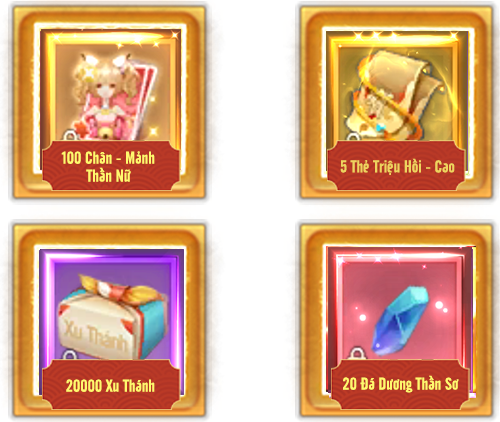 100 Chân - Mảnh
Thần Nữ
5 Thẻ Triệu Hồi - Cao
Xu Thánh
20000 Xu Thánh
20 Đá Dương Thần Sơ